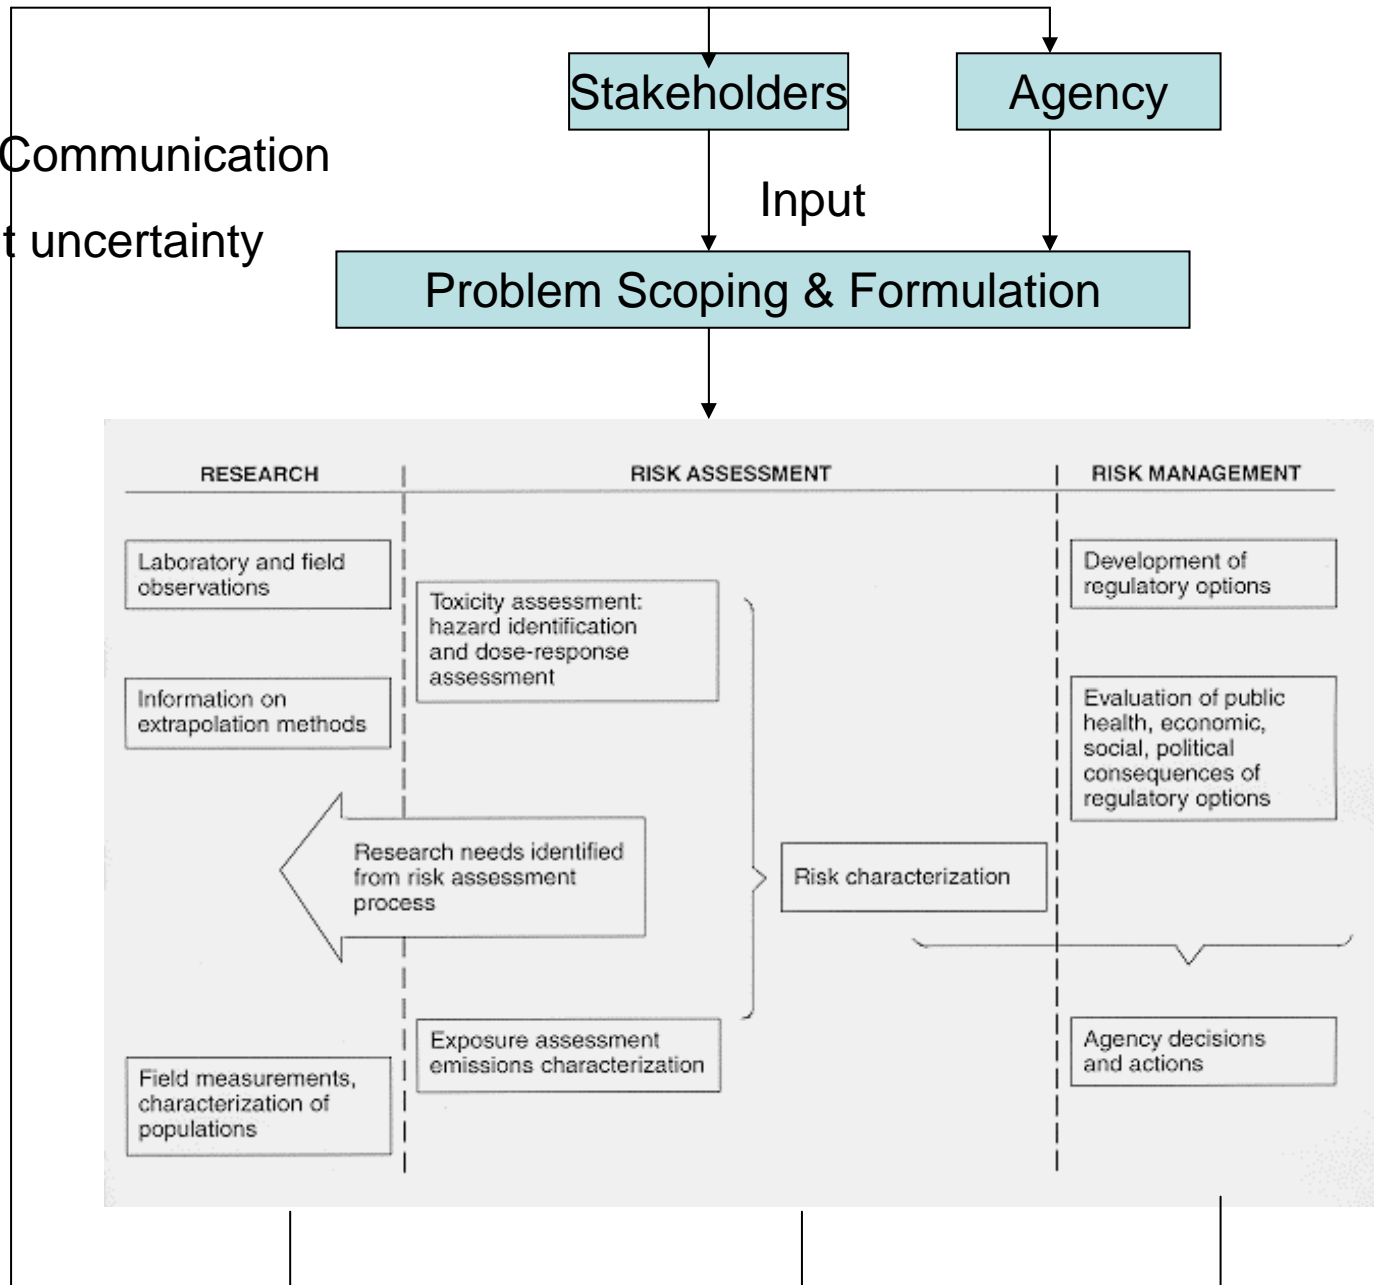 Stakeholders
Agency
Communication
t uncertainty
Input
Problem Scoping & Formulation
RESEARCH
RISK ASSESSMENT
RISK MANAGEMENT
Laboratory and field
observations
Information on
extrapolation methods
Research needs identified
from risk assessment
process
Field measurements,
characterization of
populations
Toxicity assessment:
hazard identification
and dose-response
assessment
Exposure assessment
emissions characterization
Risk characterization
Development of
regulatory options
Evaluation of public
health, economic,
social, political
consequences of
regulatory options
Agency decisions
and actions